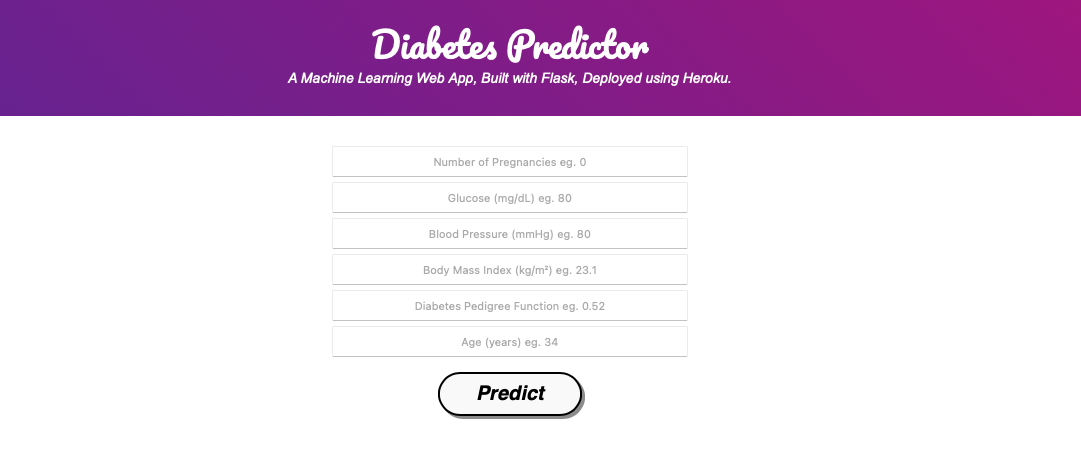 Diabetes Predictor
A Machine Learning Web App, Built with Flask, Deployed using Heroku.
Number of Pregnancies eg. 0
Glucose (mg/dL) eg. 80
Blood Pressure (mmHg) eg. 80
Body Mass Index (kg/m²) eg. 23.1
Diabetes Pedigree Function eg. 0.52
Age (years) eg. 34
Predict